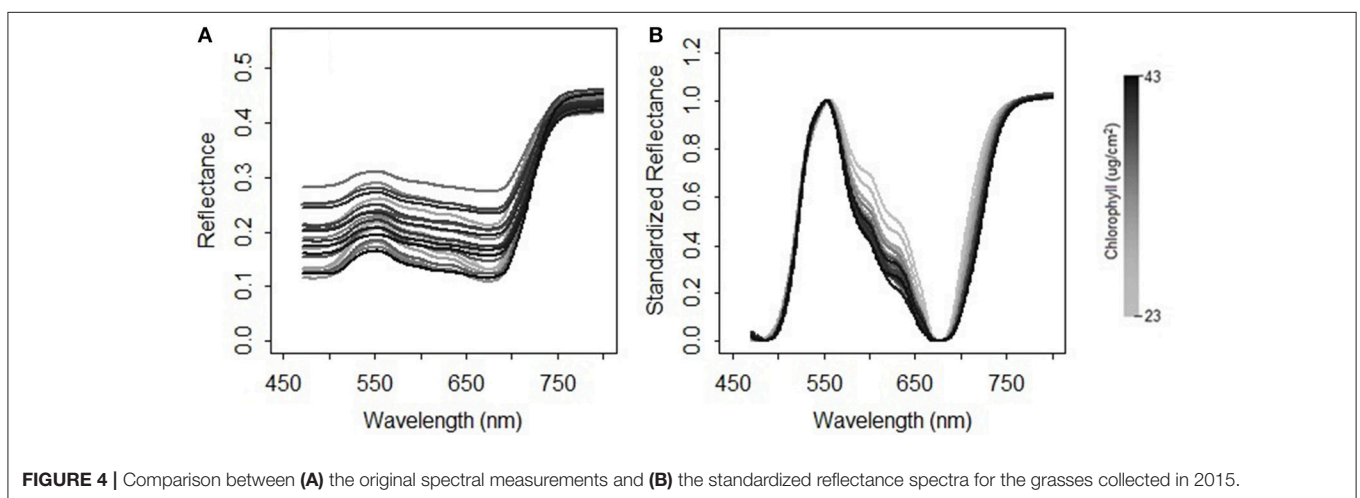 A
B
Reflectance
0.0 0.1 0.2 0.3 0.4 0.5
450 550 650 750
Wavelength (nm)
Standardized Reflectance
0.0 0.2 0.4 0.6 0.8 1.0 1.2
450 550 650 750
Wavelength (nm)
Chlorophyll (ug/cm²)
43
23
FIGURE 4 | Comparison between (A) the original spectral measurements and (B) the standardized reflectance spectra for the grasses collected in 2015.